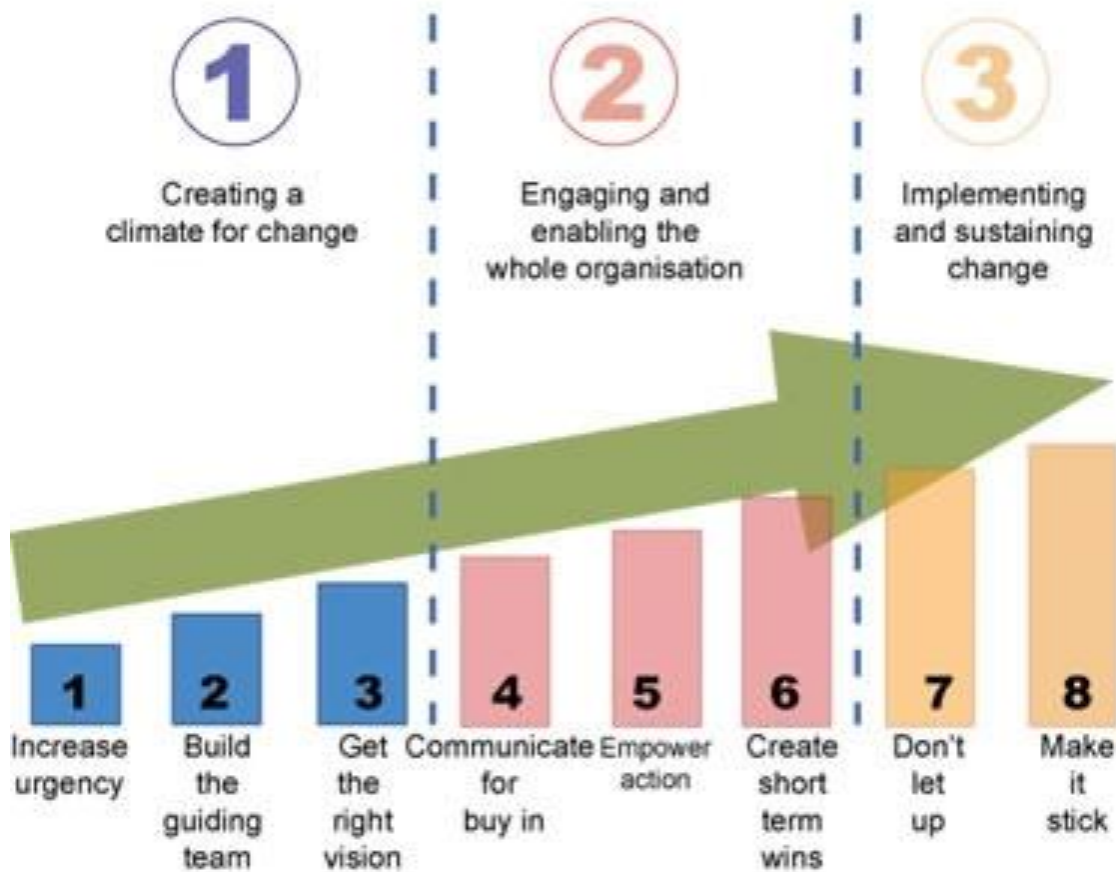 1
Creating a
climate for change
2
Engaging and
enabling the
whole organisation
3
Implementing
and sustaining
change
1
Increase
urgency
2
Build
the
guiding
team
3
Get
the
right
vision
4
Communicate
for
buy in
5
Empower
action
6
Create
short
term
wins
7
Don't
let
up
8
Make
it
stick